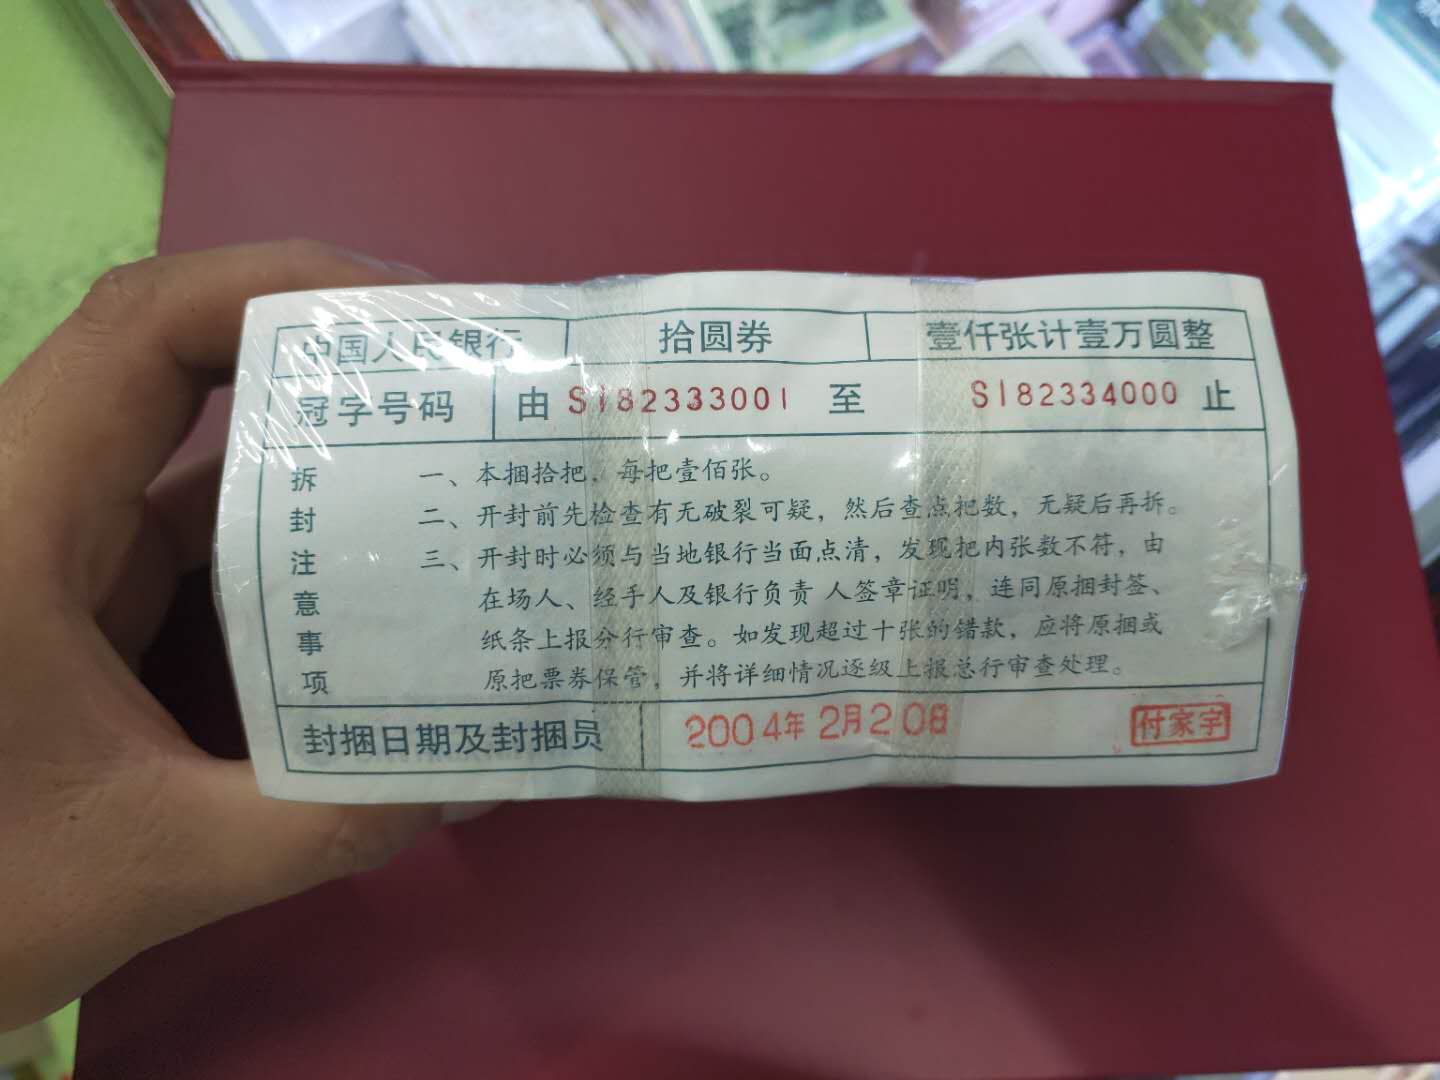 中国人民银行 拾圆券 壹仟张计壹万圆整
冠字号码 由 SI82333001 至 SI82334000 止
拆封注意事项
一、本捆拾把，每把壹佰张。
二、开封前先检查有无破裂可疑，然后查点把数，无疑后再拆。
三、开封时必须与当地银行当面点清，发现把内张数不符，由
在场人、经手人及银行负责 人签章证明，连同原捆封签、
纸条上报分行审查。如发现超过十张的错款，应将原捆或
原把票券保管，并将详细情况逐级上报总行审查处理。
封捆日期及封捆员 2004年 2月2 08 付家宇